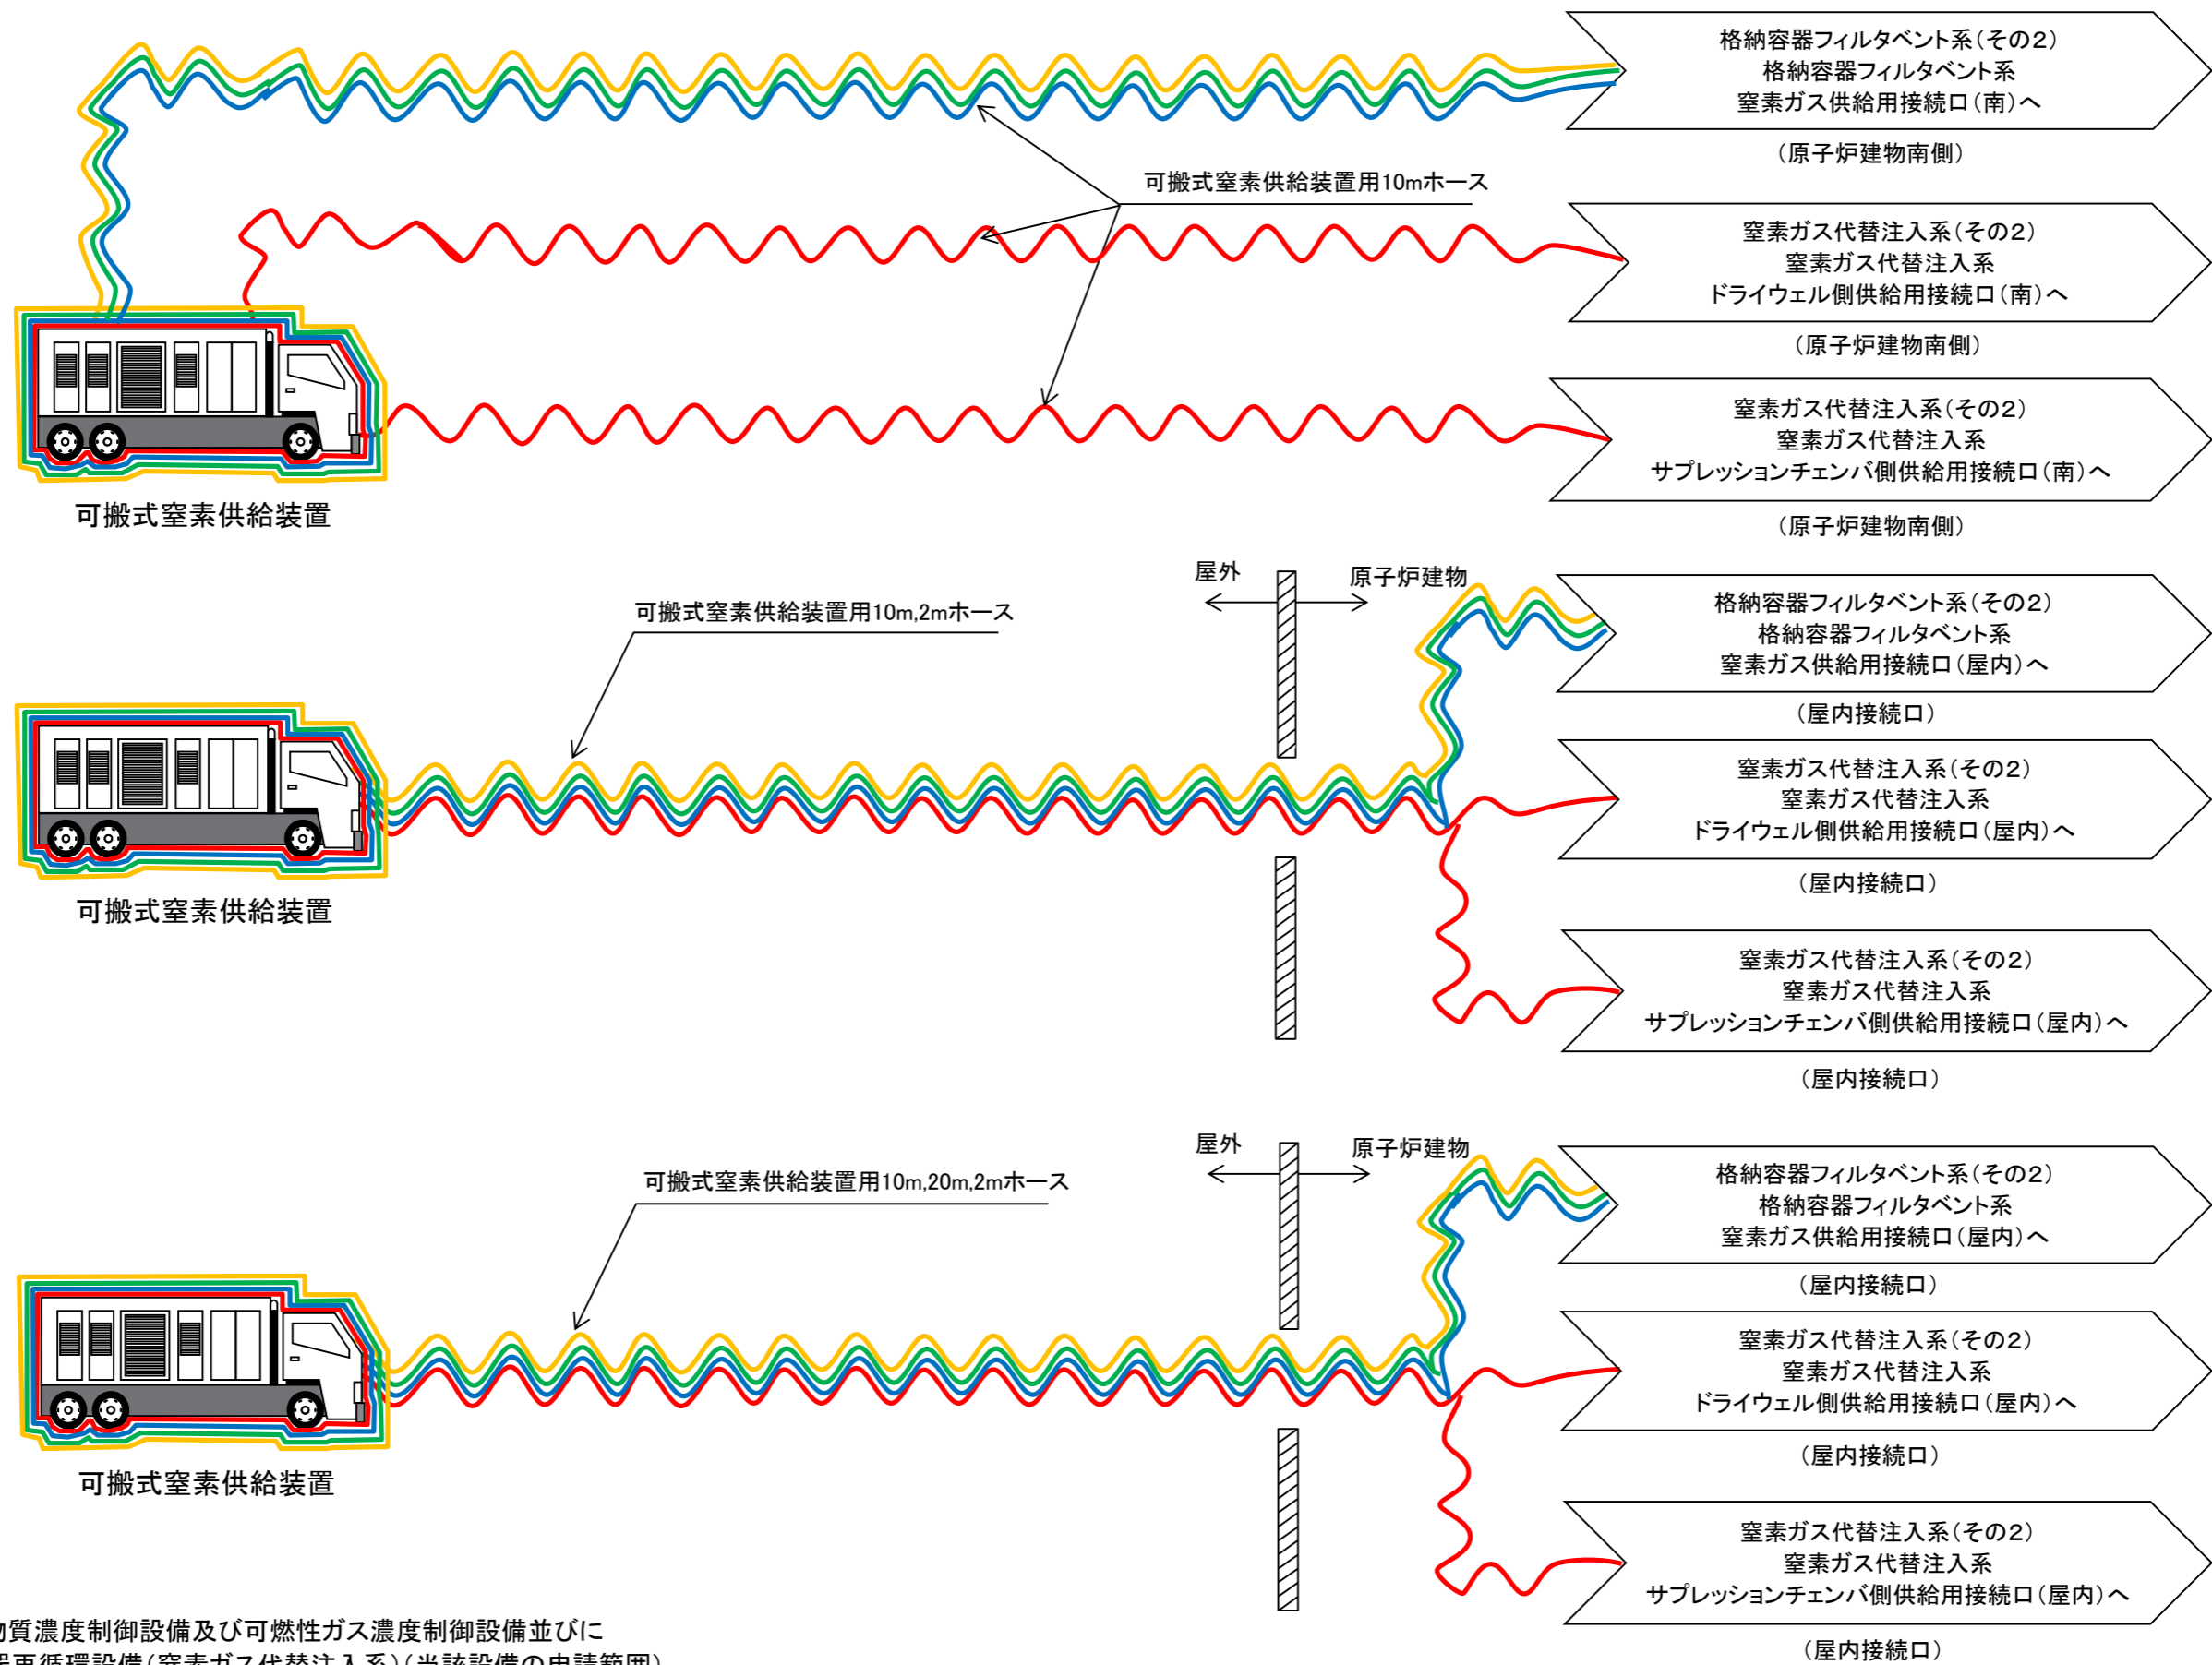 格納容器フィルタベント系(その2)
格納容器フィルタベント系
窒素ガス供給用接続口(南)へ
(原子炉建物南側)
可搬式窒素供給装置用10mホース
窒素ガス代替注入系(その2)
窒素ガス代替注入系
ドライウェル側供給用接続口(南)へ
(原子炉建物南側)
窒素ガス代替注入系(その2)
窒素ガス代替注入系
サプレッションチェンバ側供給用接続口(南)へ
(原子炉建物南側)
可搬式窒素供給装置
屋外
原子炉建物
可搬式窒素供給装置用10m,2mホース
格納容器フィルタベント系(その2)
格納容器フィルタベント系
窒素ガス供給用接続口(屋内)へ
(屋内接続口)
窒素ガス代替注入系(その2)
窒素ガス代替注入系
ドライウェル側供給用接続口(屋内)へ
(屋内接続口)
可搬式窒素供給装置
窒素ガス代替注入系(その2)
窒素ガス代替注入系
サプレッションチェンバ側供給用接続口(屋内)へ
(屋内接続口)
屋外
原子炉建物
可搬式窒素供給装置用10m,20m,2mホース
格納容器フィルタベント系(その2)
格納容器フィルタベント系
窒素ガス供給用接続口(屋内)へ
(屋内接続口)
窒素ガス代替注入系(その2)
窒素ガス代替注入系
ドライウェル側供給用接続口(屋内)へ
(屋内接続口)
可搬式窒素供給装置
窒素ガス代替注入系(その2)
窒素ガス代替注入系
サプレッションチェンバ側供給用接続口(屋内)へ
(屋内接続口)
物質濃度制御設備及び可燃性ガス濃度制御設備並びに
器再循環設備(窒素ガス代替注入系)(当該設備の申請範囲)